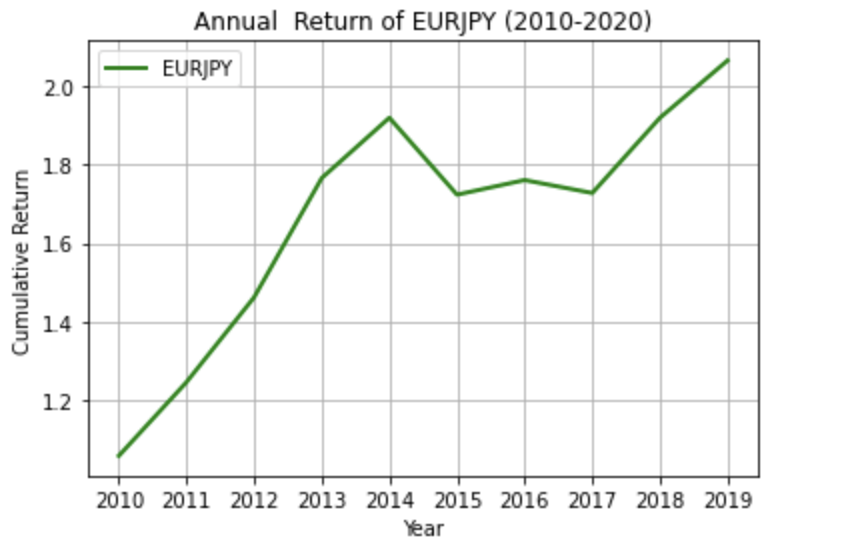 Annual  Return of EURJPY (2010-2020)
EURJPY
Cumulative Return
2.0
1.8
1.6
1.4
1.2
2010 2011 2012 2013 2014 2015 2016 2017 2018 2019
Year